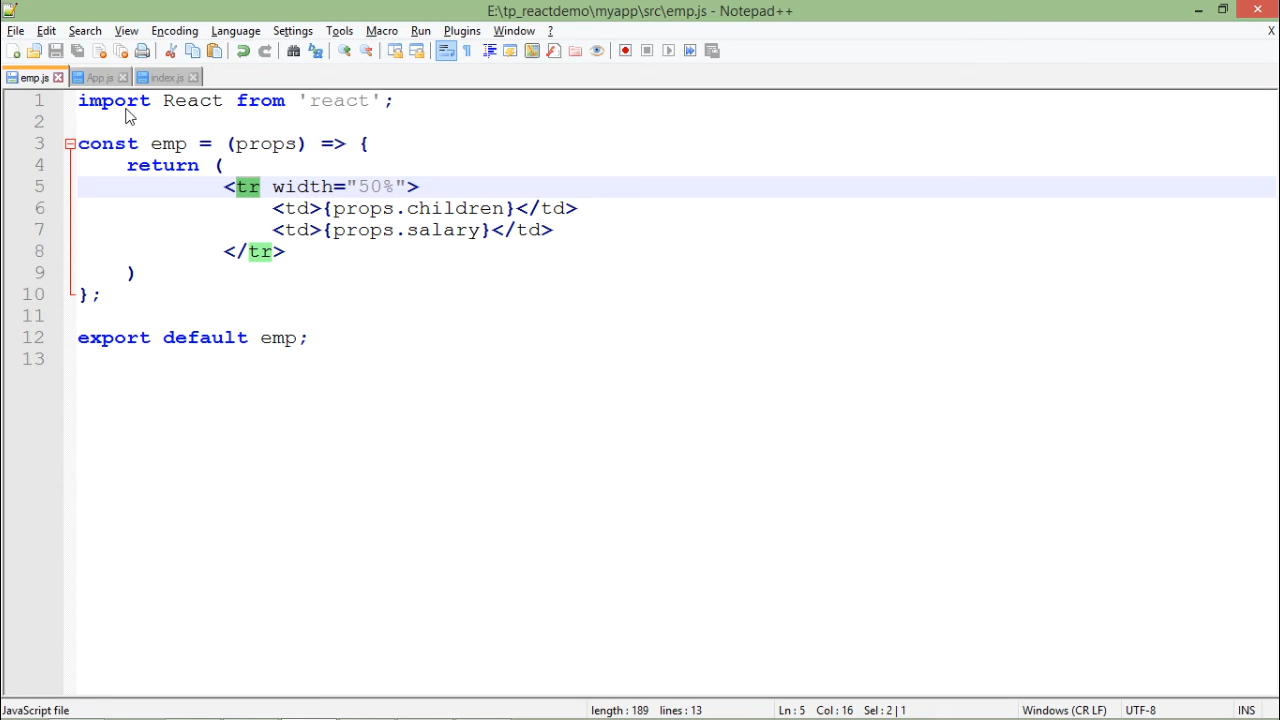 E:\tp_reactdemo\myapp\src\emp.js - Notepad++
File Edit Search View Encoding Language Settings Tools Macro Run Plugins Window ? X
emp.js App.js index.js
1 import React from 'react';
2
3 const emp = (props) => {
4 return (
5 <tr width="50%">
6 <td>{props.children}</td>
7 <td>{props.salary}</td>
8 </tr>
9 )
10 };
11
12 export default emp;
13
JavaScript file length : 189 lines : 13 Ln : 5 Col : 16 Sel : 2 | 1 Windows (CR LF) UTF-8 INS